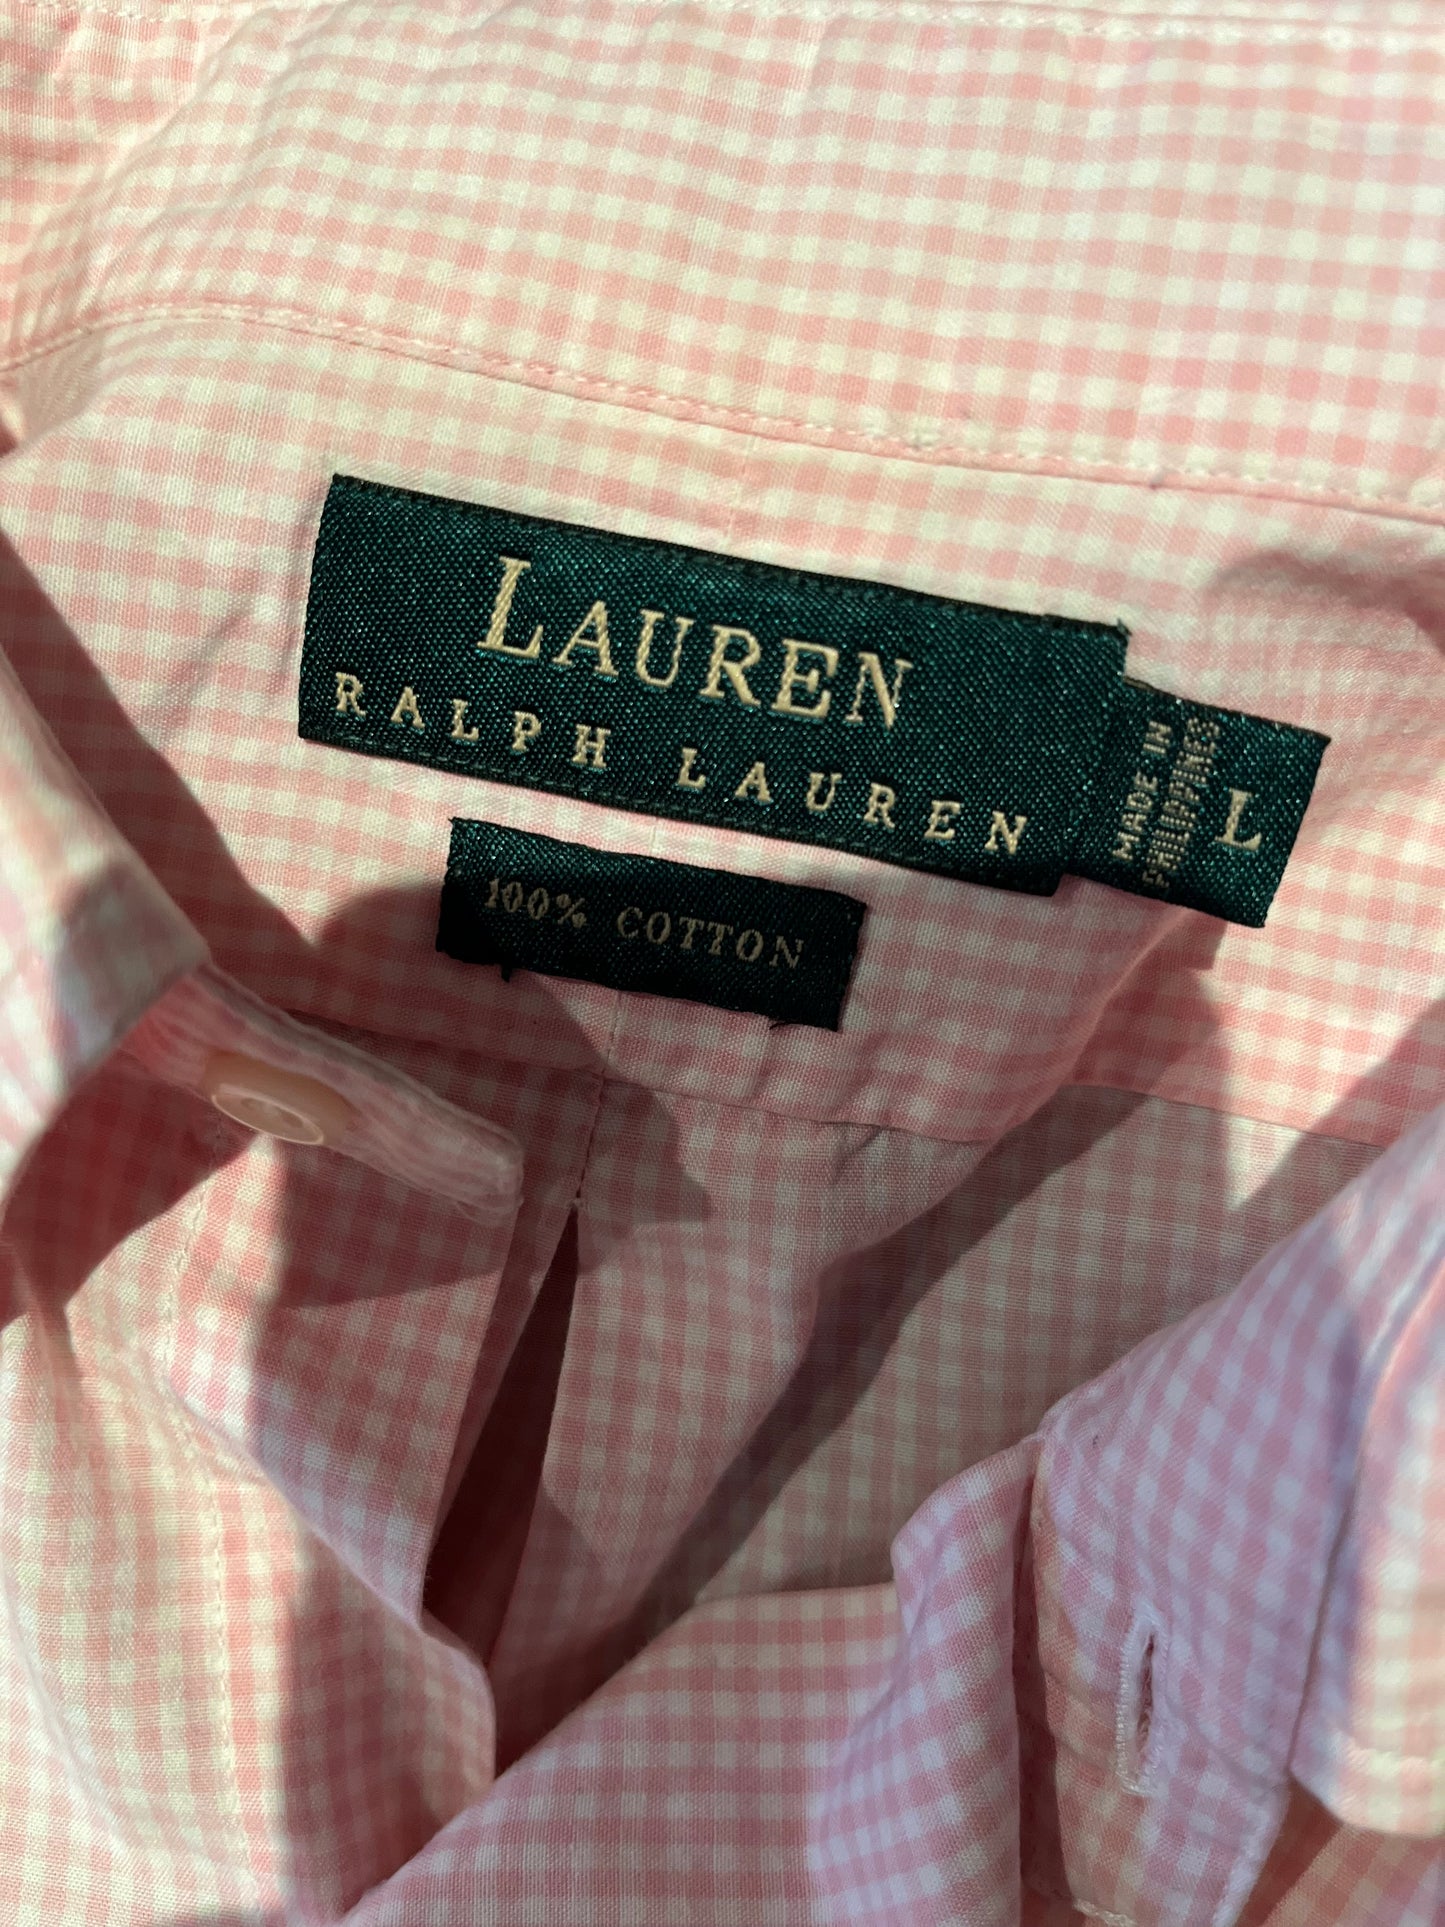 LAUREN
RALPH LAUREN
MADE IN
PHILIPPINES
L
100% COTTON